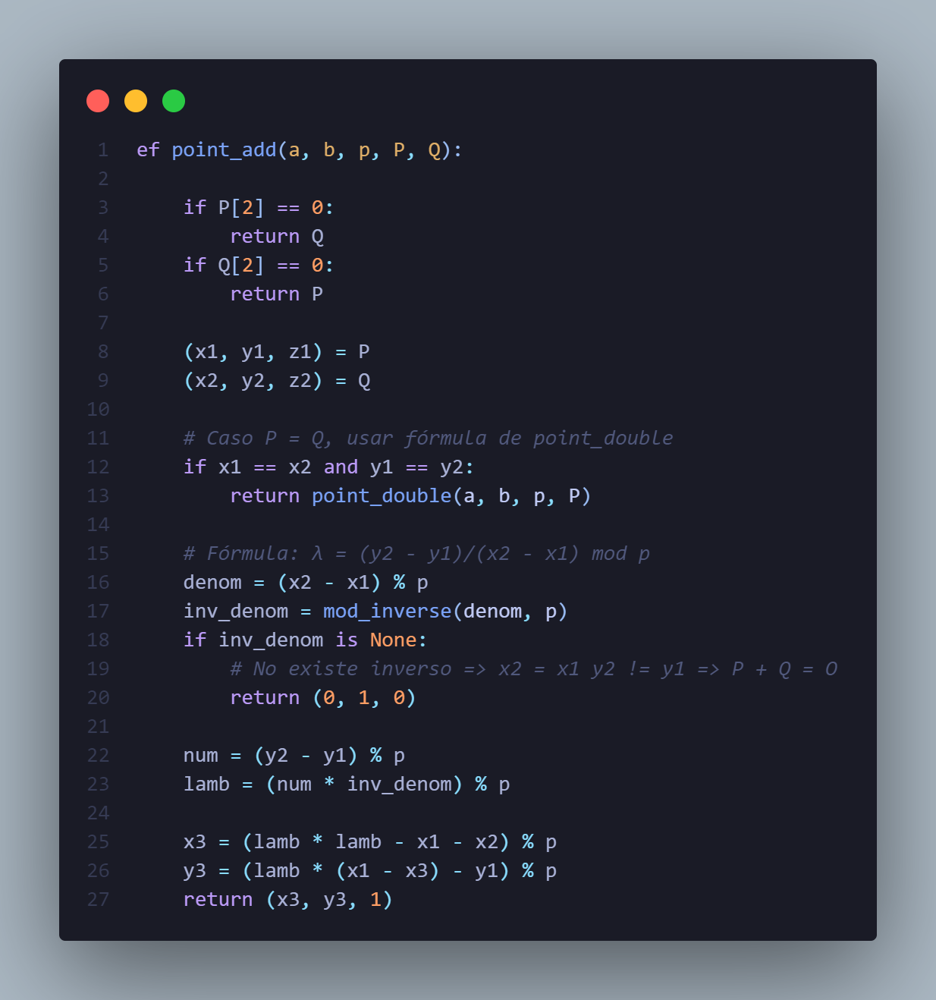 1 ef point_add(a, b, p, P, Q):
2
3     if P[2] == 0:
4         return Q
5     if Q[2] == 0:
6         return P
7
8     (x1, y1, z1) = P
9     (x2, y2, z2) = Q
10
11     # Caso P = Q, usar fórmula de point_double
12     if x1 == x2 and y1 == y2:
13         return point_double(a, b, p, P)
14
15     # Fórmula: λ = (y2 - y1)/(x2 - x1) mod p
16     denom = (x2 - x1) % p
17     inv_denom = mod_inverse(denom, p)
18     if inv_denom is None:
19         # No existe inverso => x2 = x1 y2 != y1 => P + Q = O
20         return (0, 1, 0)
21
22     num = (y2 - y1) % p
23     lamb = (num * inv_denom) % p
24
25     x3 = (lamb * lamb - x1 - x2) % p
26     y3 = (lamb * (x1 - x3) - y1) % p
27     return (x3, y3, 1)